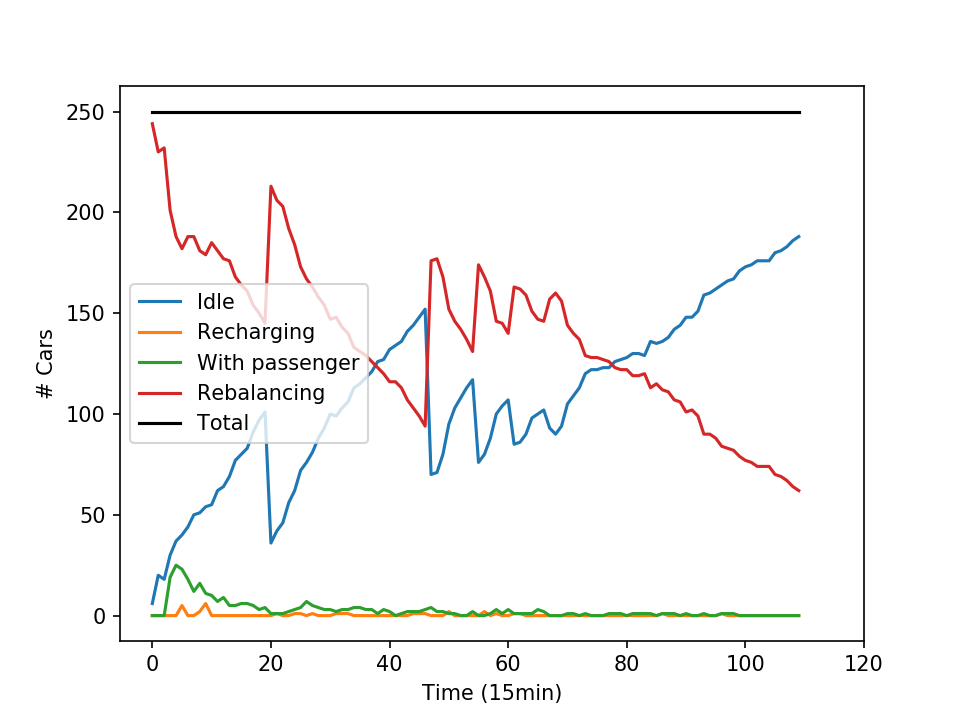 250
200
150
100
50
0
# Cars
Idle
Recharging
With passenger
Rebalancing
Total
0 20 40 60 80 100 120
Time (15min)